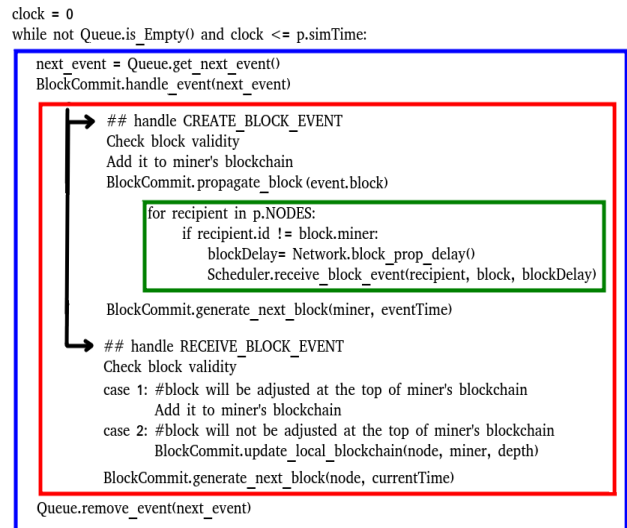 clock = 0
while not Queue.is_Empty() and clock <= p.simTime:
next_event = Queue.get_next_event()
BlockCommit.handle_event(next_event)
## handle CREATE_BLOCK_EVENT
Check block validity
Add it to miner's blockchain
BlockCommit.propagate_block (event.block)
for recipient in p.NODES:
if recipient.id != block.miner:
blockDelay= Network.block_prop_delay()
Scheduler.receive_block_event(recipient, block, blockDelay)
BlockCommit.generate_next_block(miner, eventTime)
## handle RECEIVE_BLOCK_EVENT
Check block validity
case 1: #block will be adjusted at the top of miner's blockchain
Add it to miner's blockchain
case 2: #block will not be adjusted at the top of miner's blockchain
BlockCommit.update_local_blockchain(node, miner, depth)
BlockCommit.generate_next_block(node, currentTime)
Queue.remove_event(next_event)